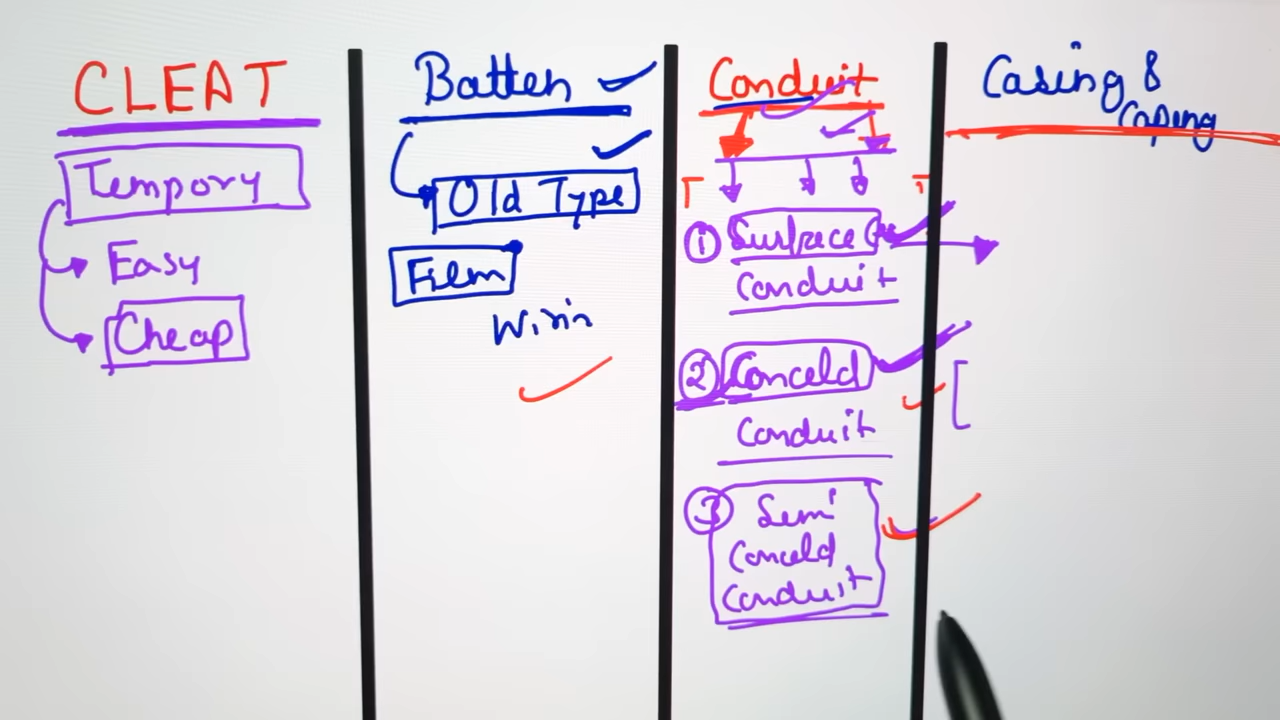 CLEAT
Tempory
Easy
Cheap
Batten
Old Type
Film
Wirin
Conduit
① Surface
Conduit
② Conceld
Conduit
③ Semi
Conceld
Conduit
Casing &
Caping